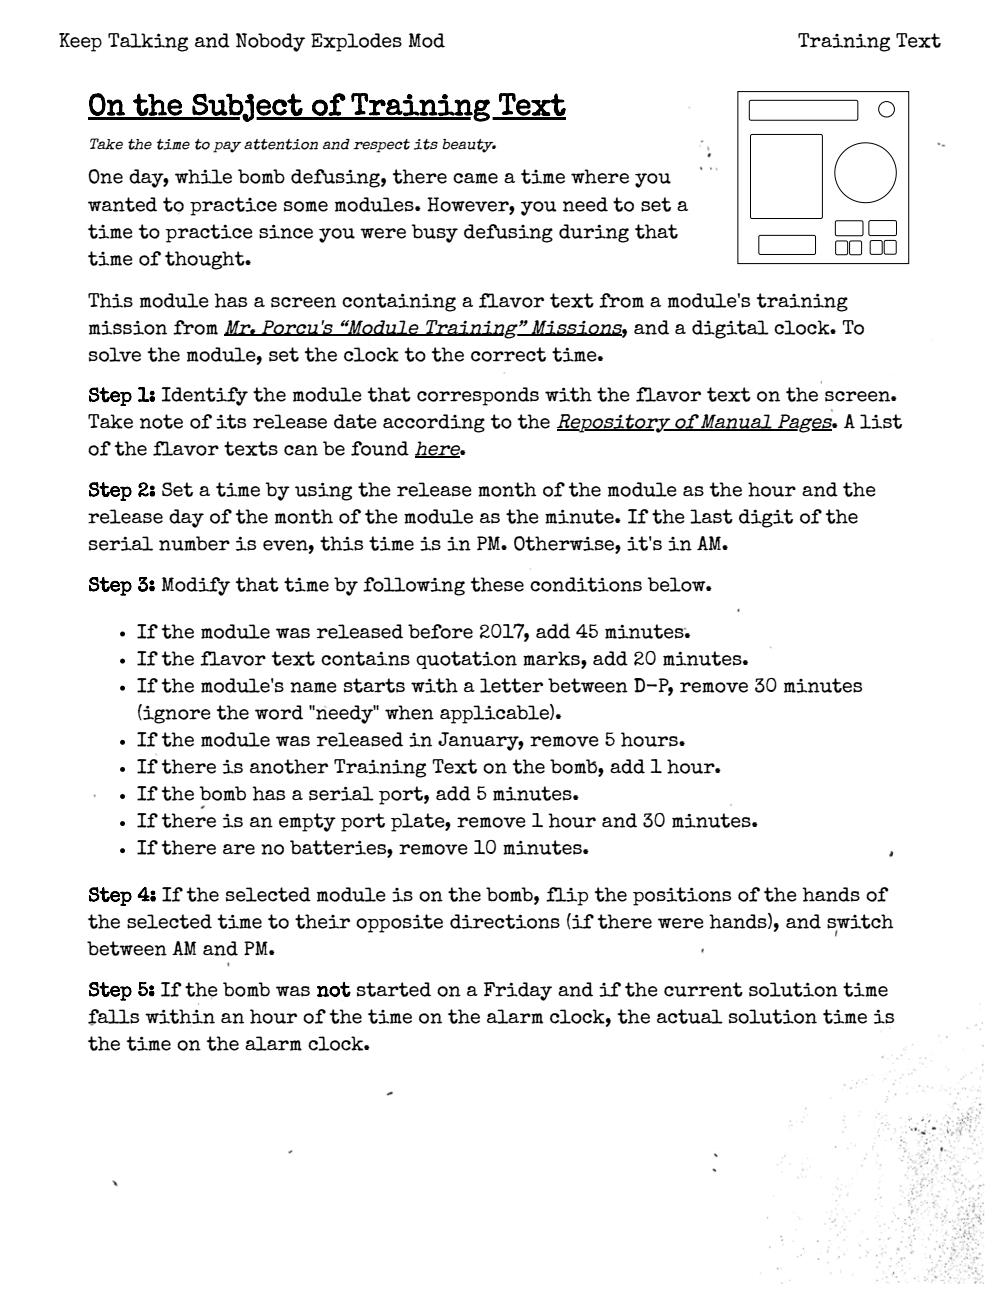 Keep Talking and Nobody Explodes Mod
Training Text
On the Subject of Training Text
Take the time to pay attention and respect its beauty.
One day, while bomb defusing, there came a time where you
wanted to practice some modules. However, you need to set a
time to practice since you were busy defusing during that
time of thought.
This module has a screen containing a flavor text from a module's training
mission from Mr. Porcu's “Module Training” Missions, and a digital clock. To
solve the module, set the clock to the correct time.
Step 1: Identify the module that corresponds with the flavor text on the screen.
Take note of its release date according to the Repository of Manual Pages. A list
of the flavor texts can be found here.
Step 2: Set a time by using the release month of the module as the hour and the
release day of the month of the module as the minute. If the last digit of the
serial number is even, this time is in PM. Otherwise, it's in AM.
Step 3: Modify that time by following these conditions below.
• If the module was released before 2017, add 45 minutes.
• If the flavor text contains quotation marks, add 20 minutes.
• If the module's name starts with a letter between D-P, remove 30 minutes
(ignore the word "needy" when applicable).
• If the module was released in January, remove 5 hours.
• If there is another Training Text on the bomb, add 1 hour.
• If the bomb has a serial port, add 5 minutes.
• If there is an empty port plate, remove 1 hour and 30 minutes.
• If there are no batteries, remove 10 minutes.
Step 4: If the selected module is on the bomb, flip the positions of the hands of
the selected time to their opposite directions (if there were hands), and switch
between AM and PM.
Step 5: If the bomb was not started on a Friday and if the current solution time
falls within an hour of the time on the alarm clock, the actual solution time is
the time on the alarm clock.